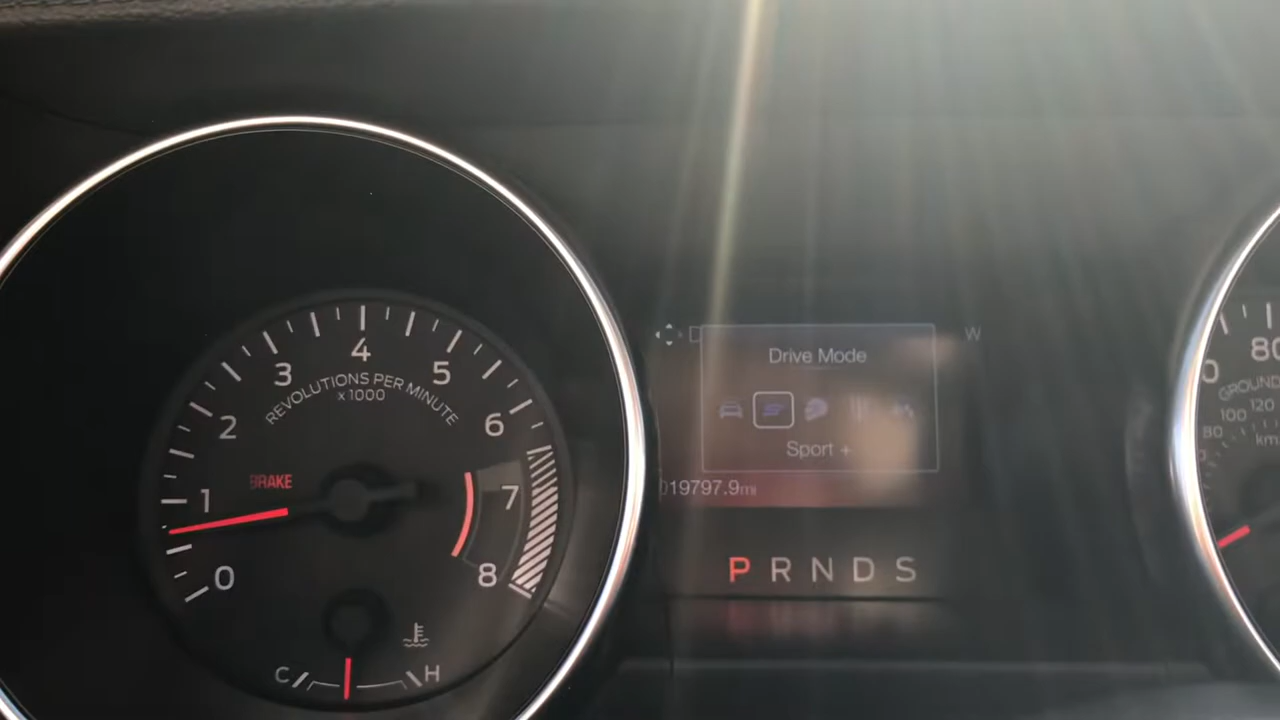 0
1
2
3
4
5
6
7
8
REVOLUTIONS PER MINUTE
x 1000
BRAKE
C
H
D
W
Drive Mode
Sport +
019797.9mi
P R N D S
80
GROUND
100
120
80
km